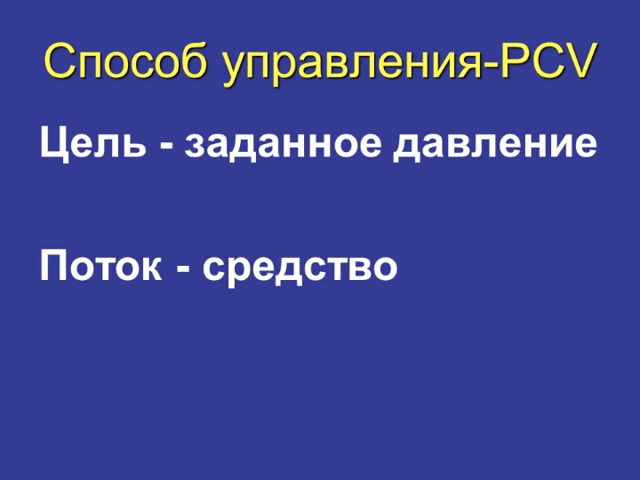 Способ управления-PCV
Цель - заданное давление
Поток - средство